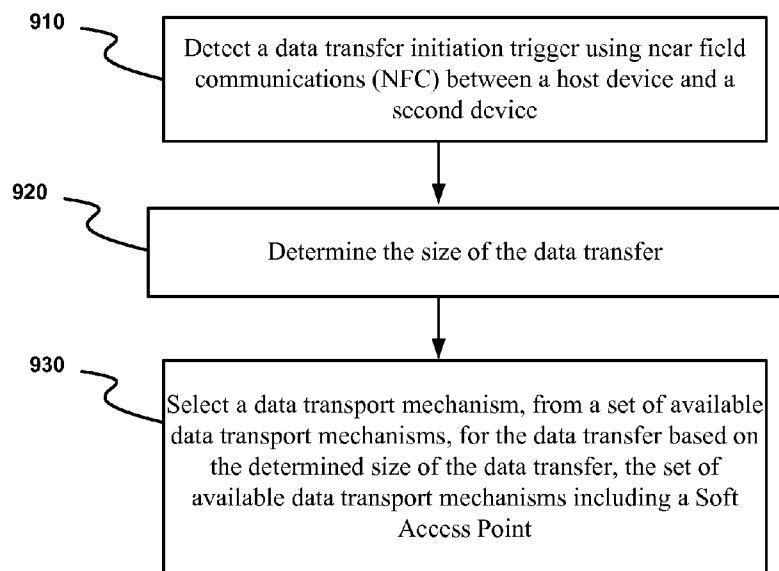 910
Detect a data transfer initiation trigger using near field
communications (NFC) between a host device and a
second device
920
Determine the size of the data transfer
930
Select a data transport mechanism, from a set of available
data transport mechanisms, for the data transfer based on
the determined size of the data transfer, the set of
available data transport mechanisms including a Soft
Access Point